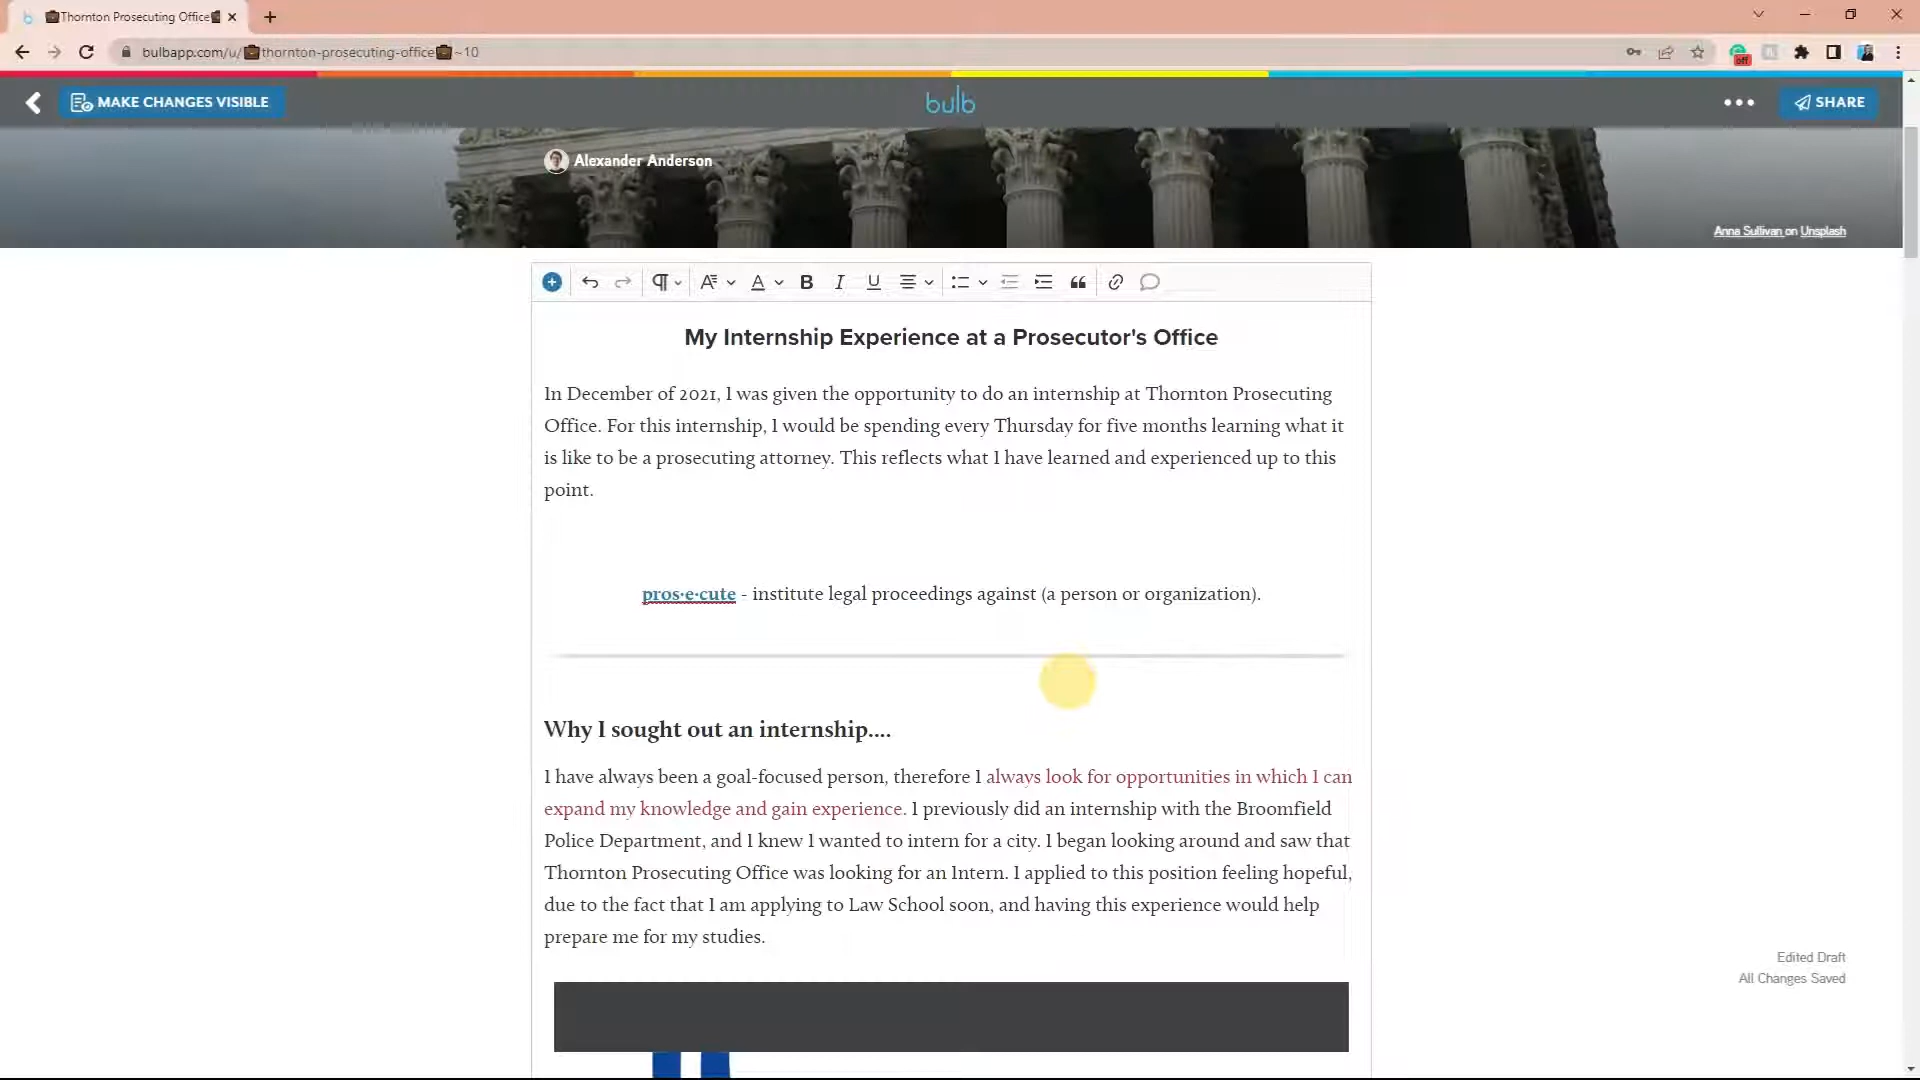 💼Thornton Prosecuting Office💼
bulbapp.com/u/💼thornton-prosecuting-office💼~10
off
MAKE CHANGES VISIBLE
bulb
SHARE
Alexander Anderson
Anna Sullivan on Unsplash
My Internship Experience at a Prosecutor's Office
In December of 2021, I was given the opportunity to do an internship at Thornton Prosecuting
Office. For this internship, I would be spending every Thursday for five months learning what it
is like to be a prosecuting attorney. This reflects what I have learned and experienced up to this
point.
pros·e·cute - institute legal proceedings against (a person or organization).
Why I sought out an internship....
I have always been a goal-focused person, therefore I always look for opportunities in which I can
expand my knowledge and gain experience. I previously did an internship with the Broomfield
Police Department, and I knew I wanted to intern for a city. I began looking around and saw that
Thornton Prosecuting Office was looking for an Intern. I applied to this position feeling hopeful,
due to the fact that I am applying to Law School soon, and having this experience would help
prepare me for my studies.
Edited Draft
All Changes Saved